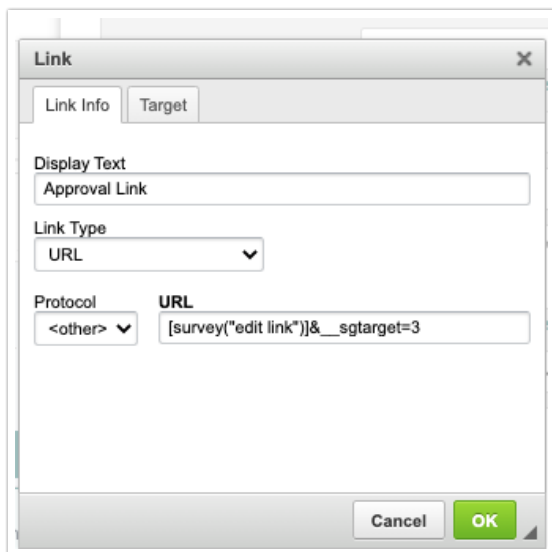 Link
Link Info Target
Display Text
Approval Link
Link Type
URL
Protocol URL
<other> [survey("edit link")]&__sgtarget=3
Cancel OK